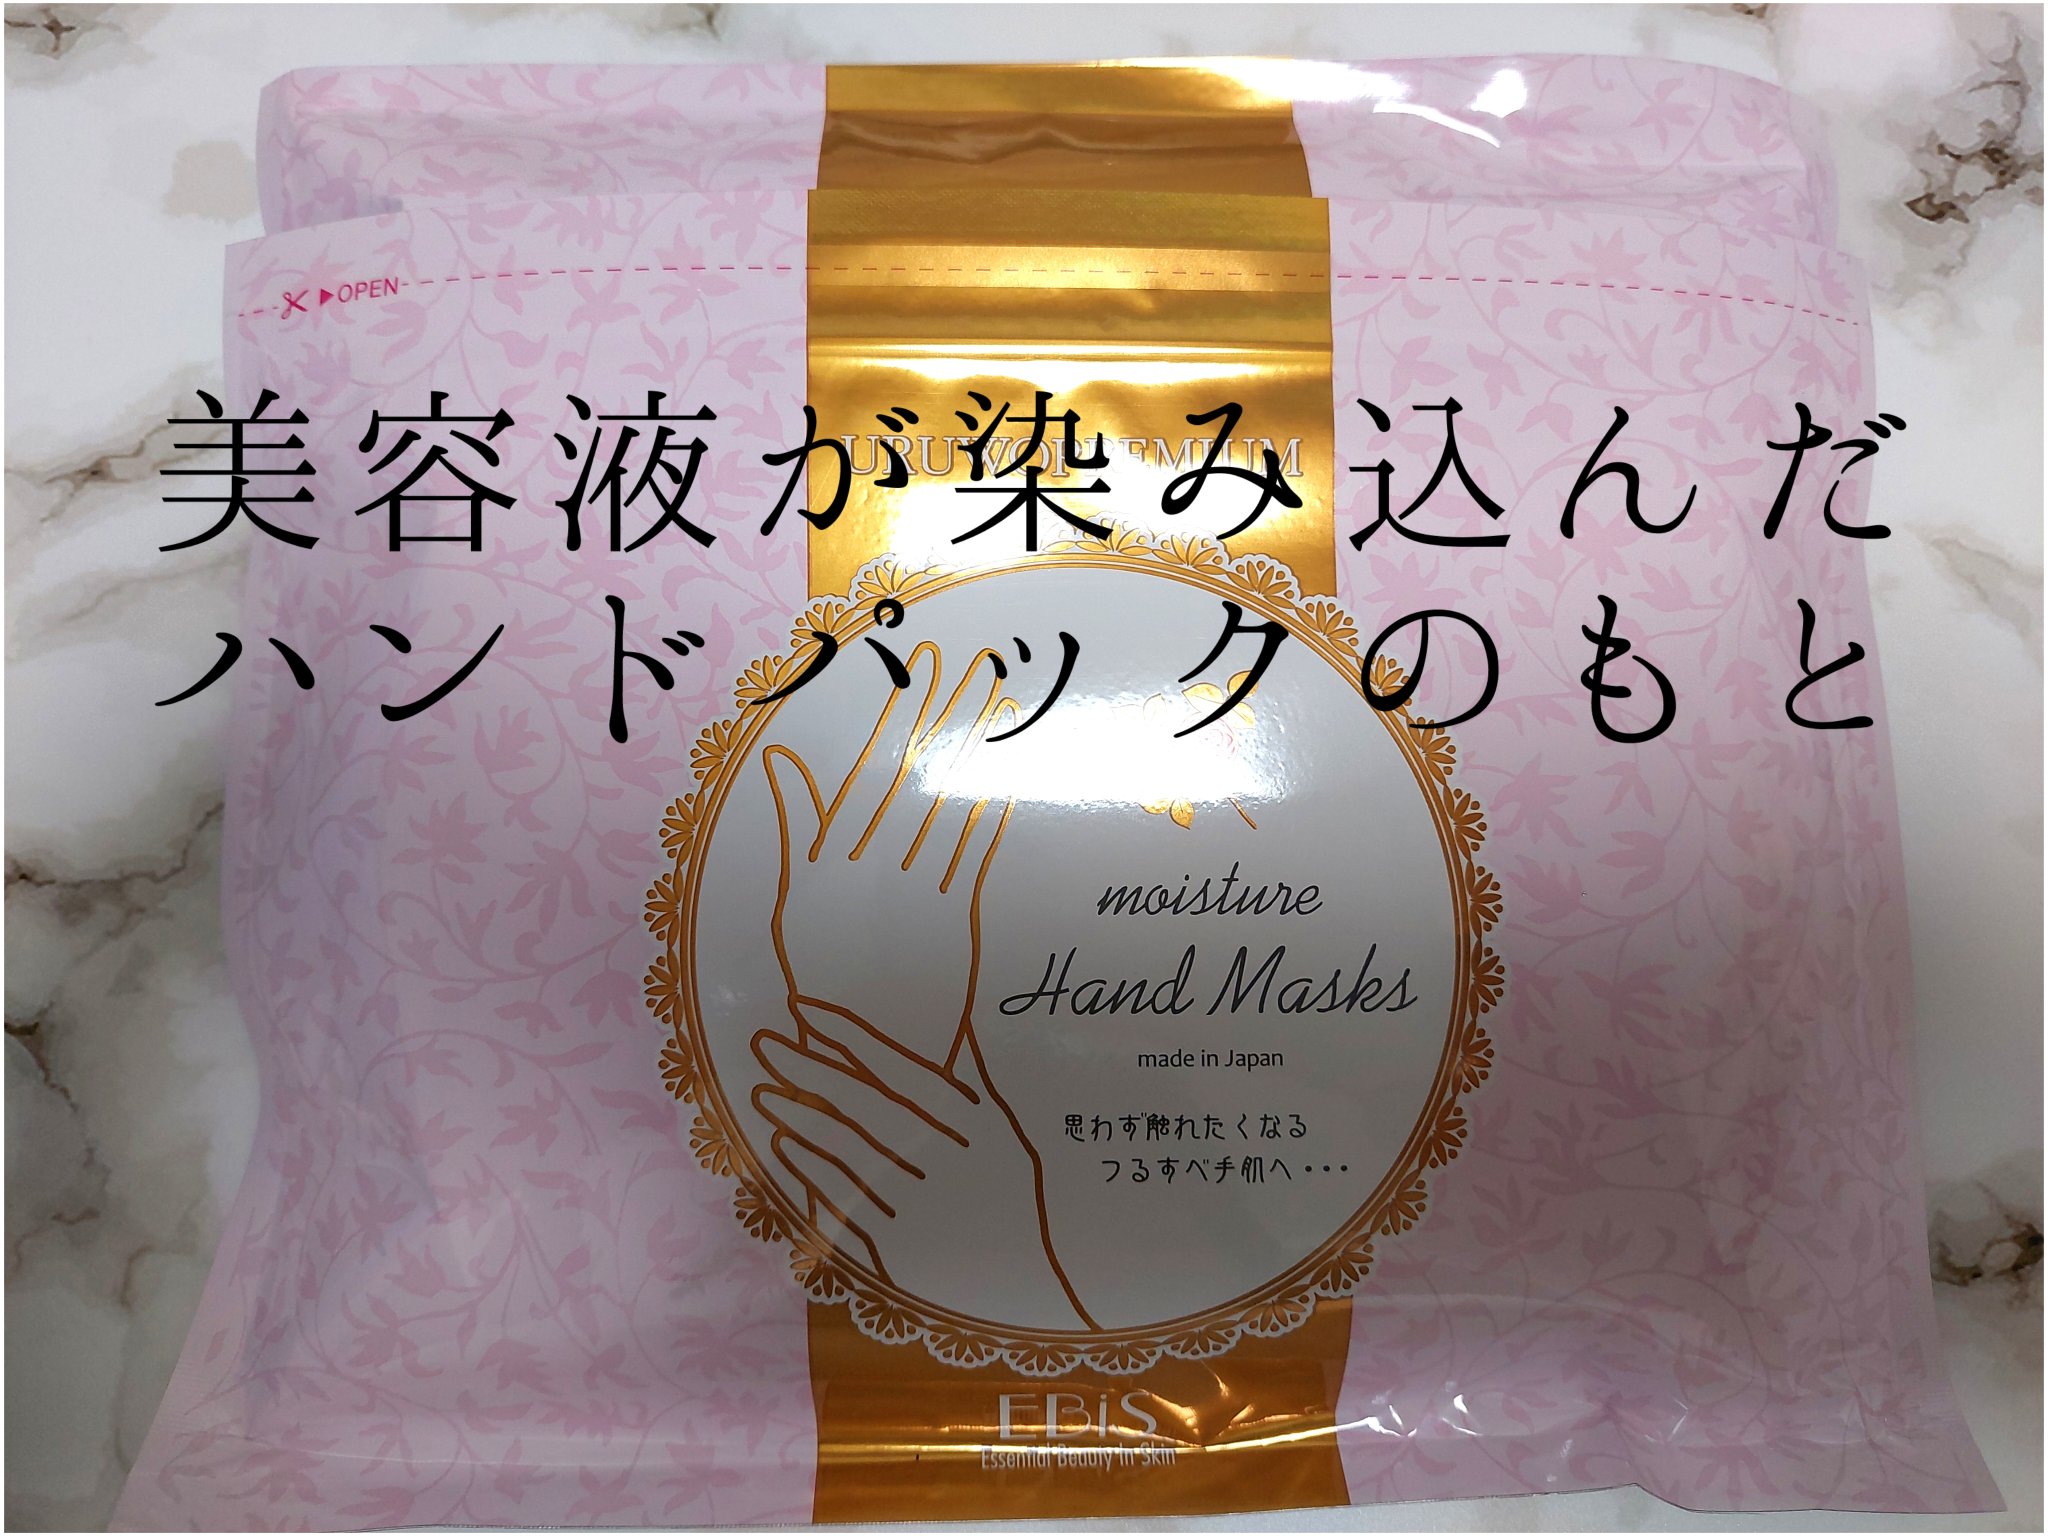 OPEN
URUWOPREMIUM
美容液が染み込んだ
ハンドパックのもと
moisture
Hand Masks
made in Japan
思わず触れたくなる
つるすべ手肌へ・・・
EBiS
Essential Beauty In Skin